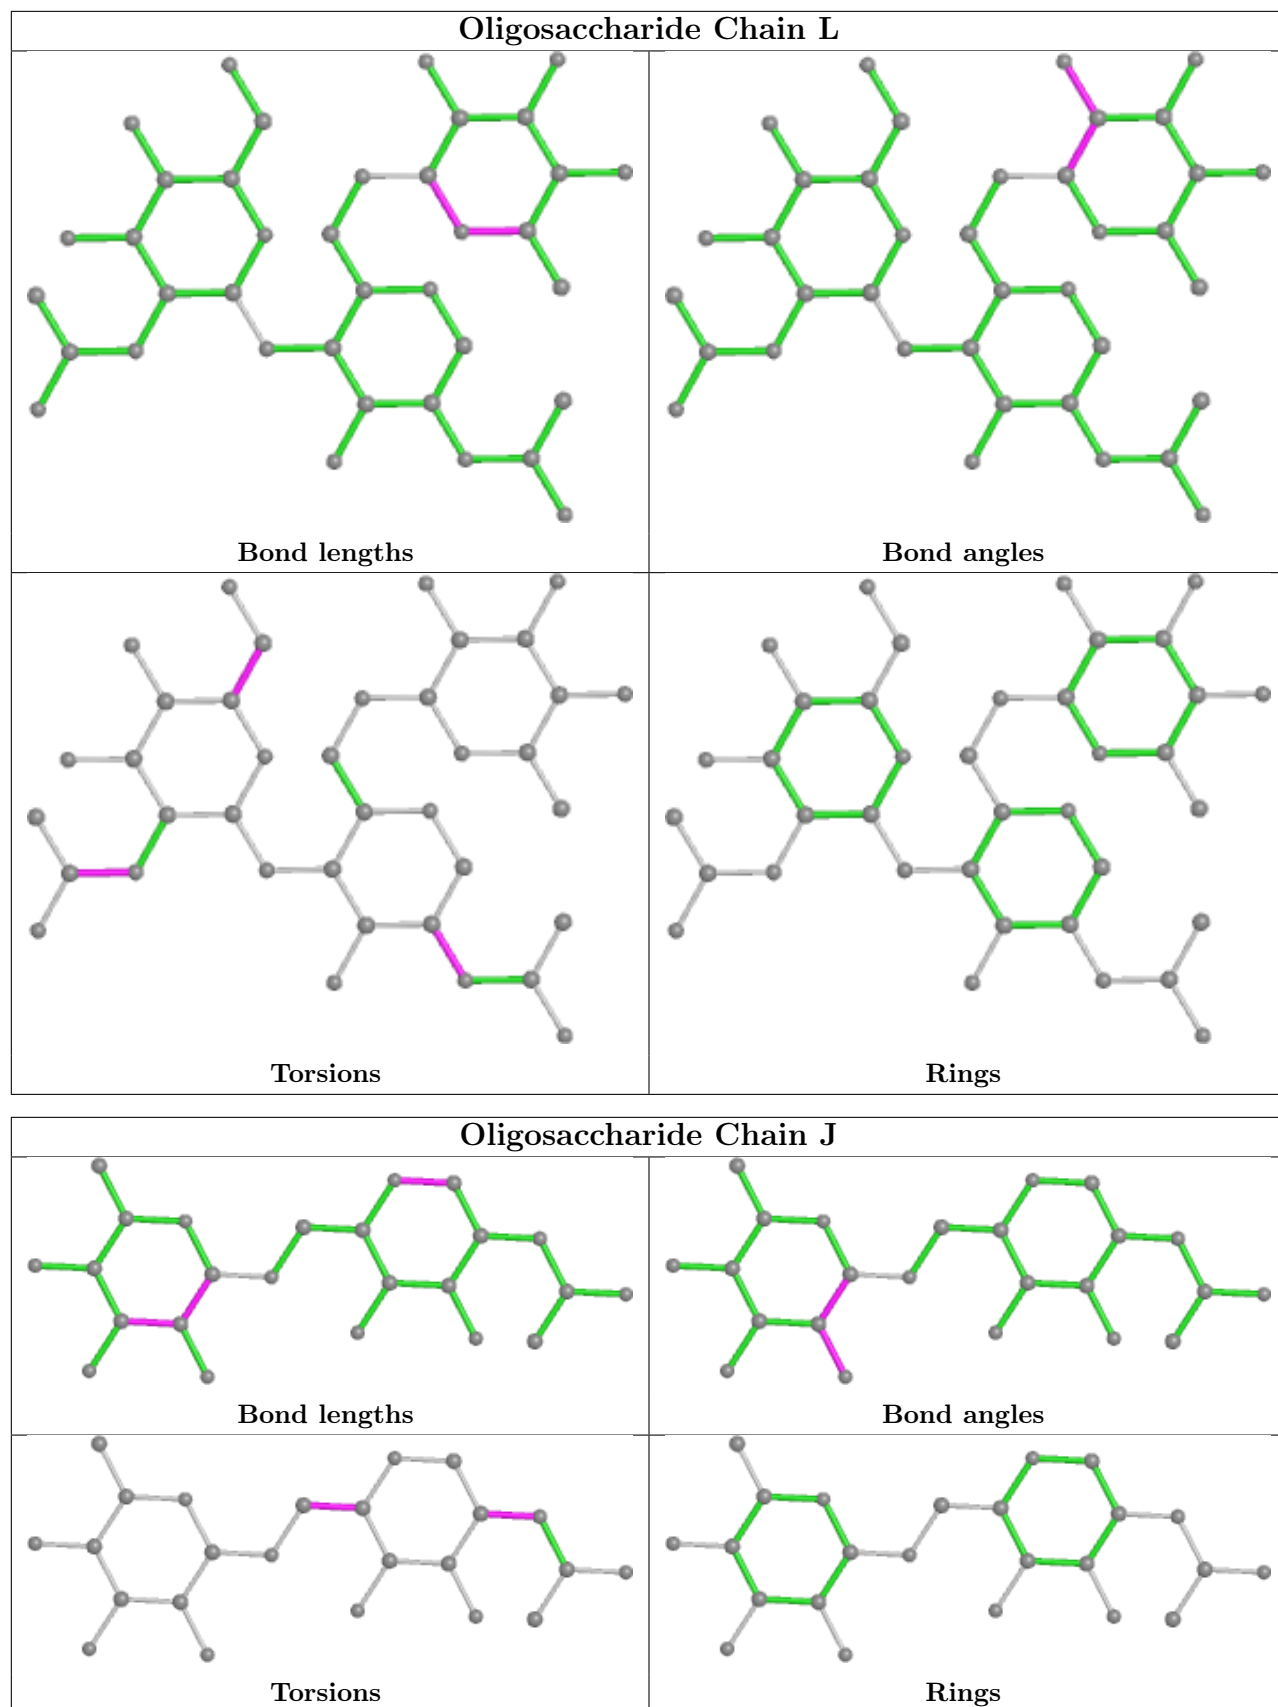 Oligosaccharide Chain L
Bond lengths
Bond angles
Torsions
Rings
Oligosaccharide Chain J
Bond lengths
Bond angles
Torsions
Rings